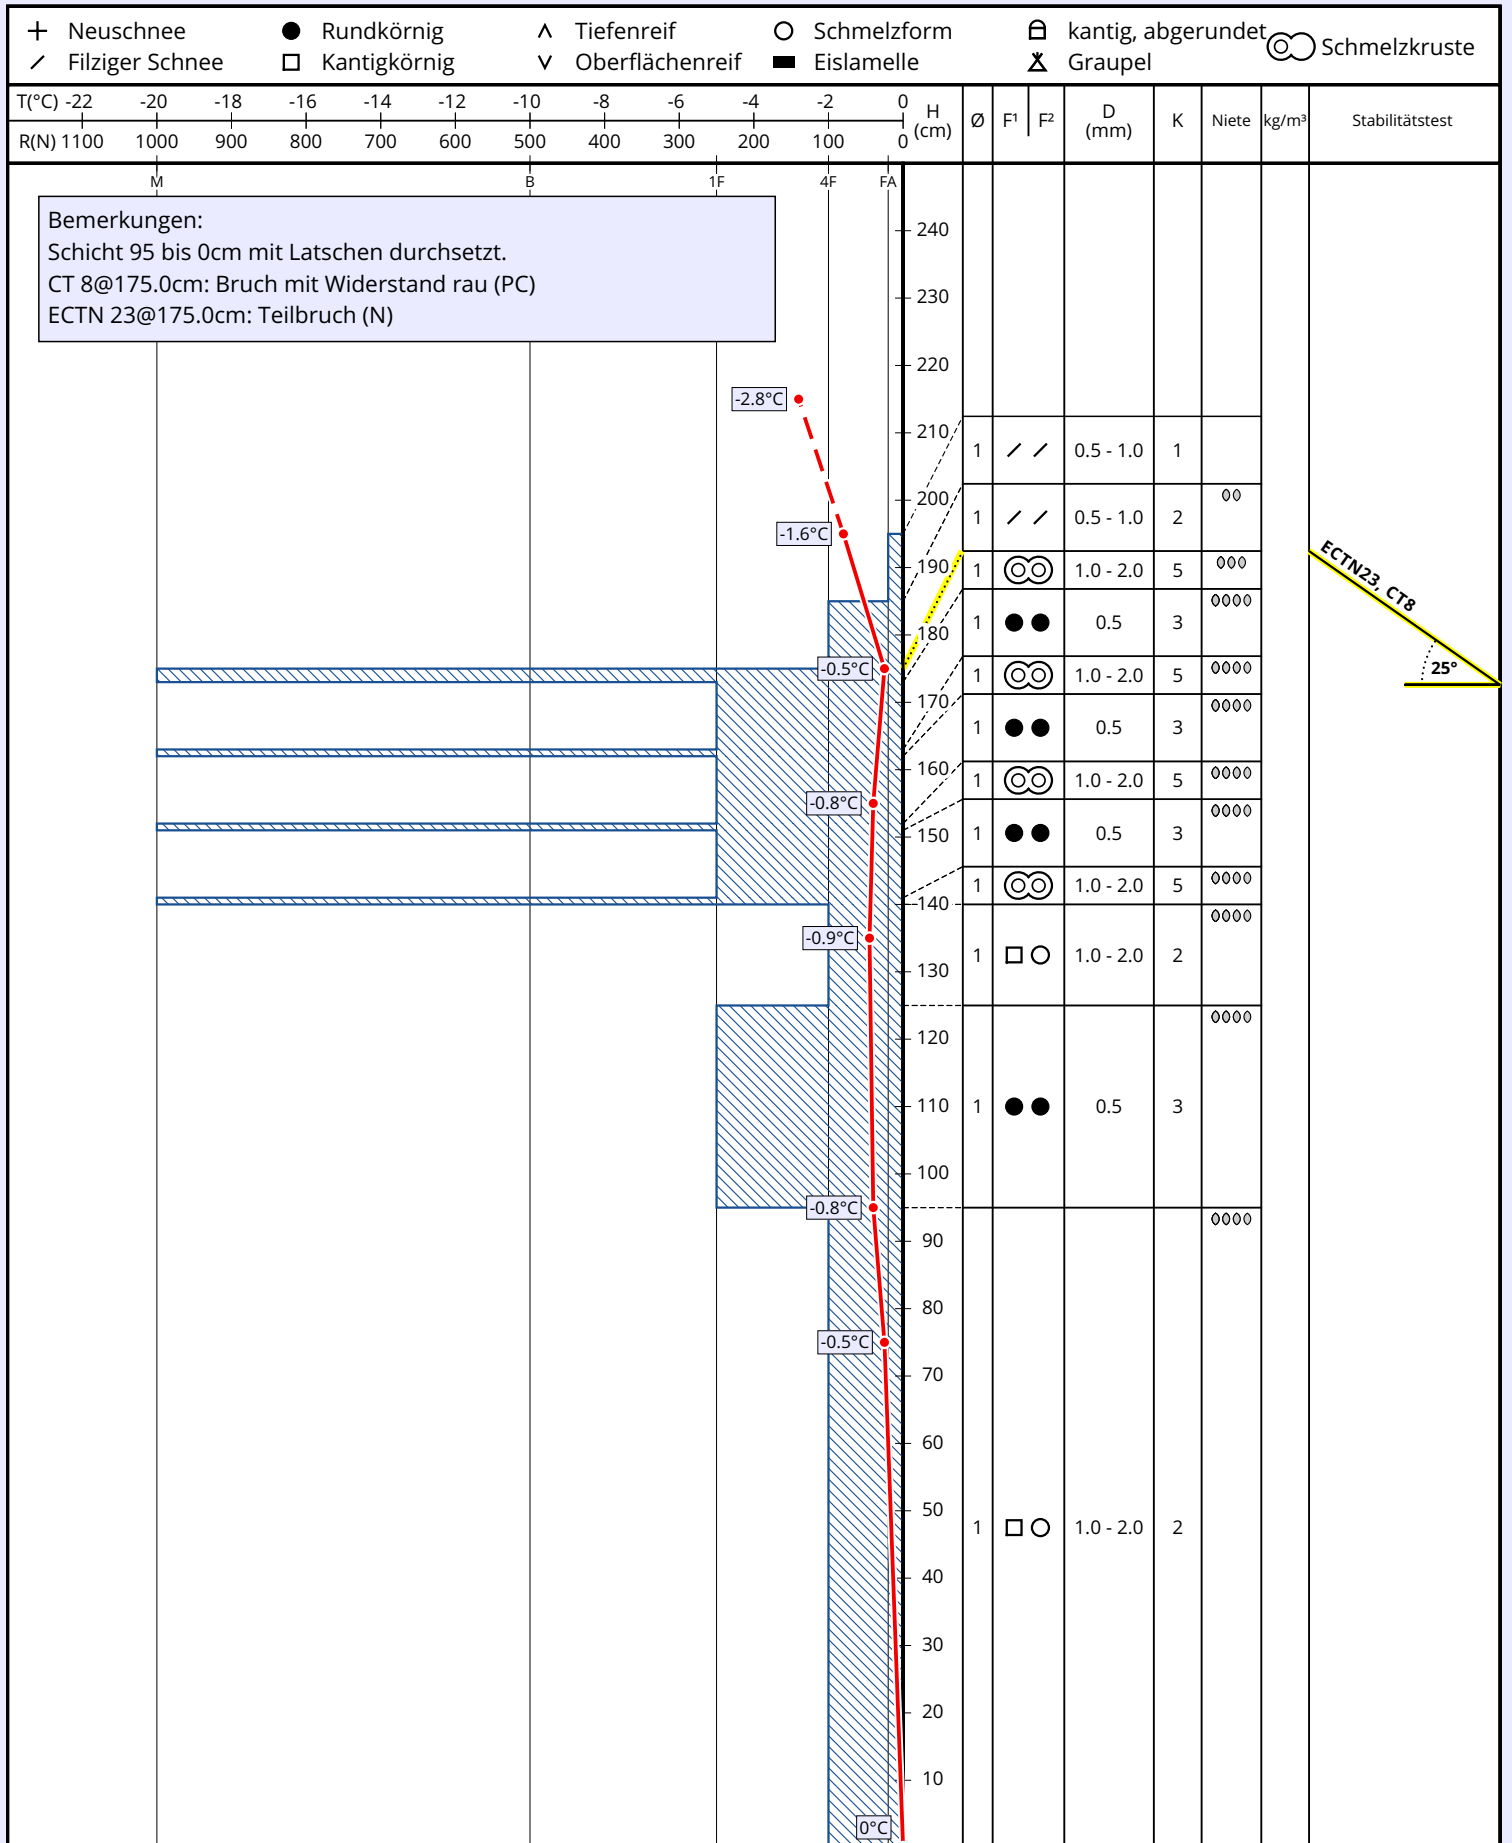 Neuschnee Rundkörnig Tiefenreif Schmelzform kantig, abgerundet Schmelzkruste
Filziger Schnee Kantigkörnig Oberflächenreif Eislamelle Graupel
T(°C) -22 -20 -18 -16 -14 -12 -10 -8 -6 -4 -2 0
R(N) 1100 1000 900 800 700 600 500 400 300 200 100 0
H (cm) Ø F¹ F² D (mm) K Niete kg/m³ Stabilitätstest
M B 1F 4F FA
Bemerkungen:
Schicht 95 bis 0cm mit Latschen durchsetzt.
CT 8@175.0cm: Bruch mit Widerstand rau (PC)
ECTN 23@175.0cm: Teilbruch (N)
240
230
220
-2.8°C
210
1 0.5 - 1.0 1
200
1 0.5 - 1.0 2
-1.6°C
190
1 1.0 - 2.0 5
ECTN23, CT8
180
1 0.5 3
-0.5°C
1 1.0 - 2.0 5
25°
170
1 0.5 3
160
1 1.0 - 2.0 5
-0.8°C
150
1 0.5 3
1 1.0 - 2.0 5
140
-0.9°C
1 1.0 - 2.0 2
130
120
110
1 0.5 3
100
-0.8°C
90
80
-0.5°C
70
60
50
1 1.0 - 2.0 2
40
30
20
10
0°C